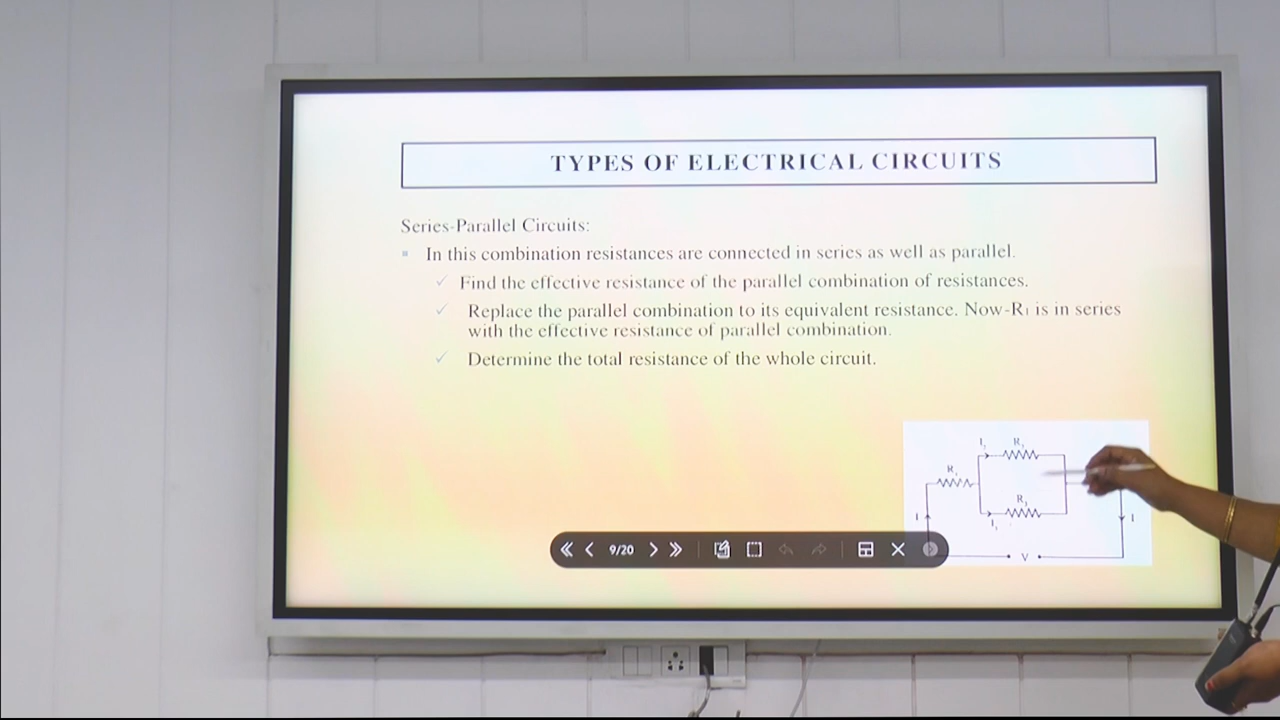 TYPES OF ELECTRICAL CIRCUITS
Series-Parallel Circuits:
In this combination resistances are connected in series as well as parallel.
Find the effective resistance of the parallel combination of resistances.
Replace the parallel combination to its equivalent resistance. Now-R₁ is in series
with the effective resistance of parallel combination.
Determine the total resistance of the whole circuit.
R
R
R
I
I
I
I
V
9/20